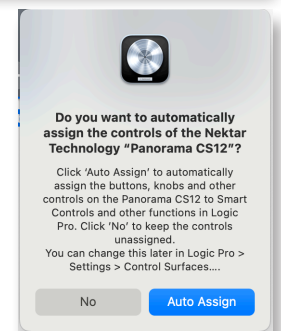 Do you want to automatically
assign the controls of the Nektar
Technology “Panorama CS12”?
Click ‘Auto Assign’ to automatically
assign the buttons, knobs and other
controls on the Panorama CS12 to Smart
Controls and other functions in Logic
Pro. Click ‘No’ to keep the controls
unassigned.
You can change this later in Logic Pro >
Settings > Control Surfaces....
No
Auto Assign